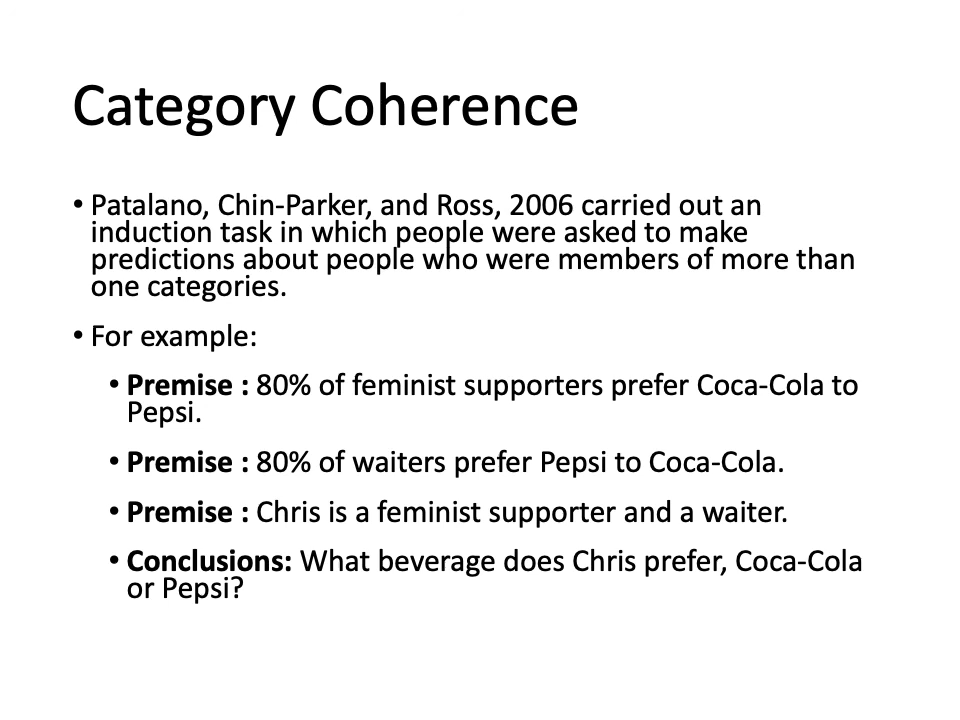 Category Coherence
• Patalano, Chin-Parker, and Ross, 2006 carried out an
induction task in which people were asked to make
predictions about people who were members of more than
one categories.
• For example:
• Premise : 80% of feminist supporters prefer Coca-Cola to
Pepsi.
• Premise : 80% of waiters prefer Pepsi to Coca-Cola.
• Premise : Chris is a feminist supporter and a waiter.
• Conclusions: What beverage does Chris prefer, Coca-Cola
or Pepsi?